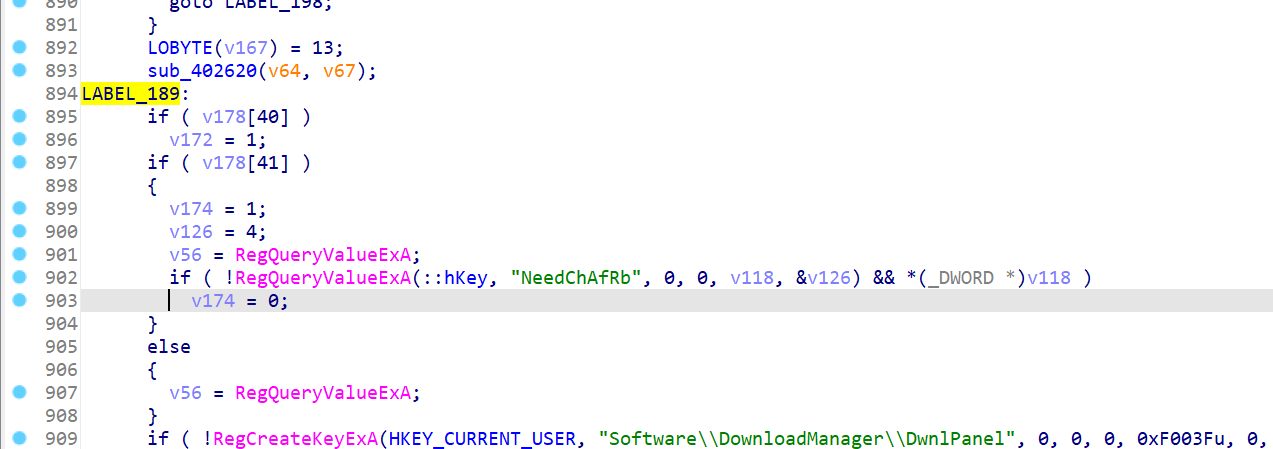 890 goto LABEL_198;
891 }
892 LOBYTE(v167) = 13;
893 sub_402620(v64, v67);
894 LABEL_189:
895 if ( v178[40] )
896 v172 = 1;
897 if ( v178[41] )
898 {
899 v174 = 1;
900 v126 = 4;
901 v56 = RegQueryValueExA;
902 if ( !RegQueryValueExA(::hKey, "NeedChAfRb", 0, 0, v118, &v126) && *(_DWORD *)v118 )
903 v174 = 0;
904 }
905 else
906 {
907 v56 = RegQueryValueExA;
908 }
909 if ( !RegCreateKeyExA(HKEY_CURRENT_USER, "Software\\DownloadManager\\DwnlPanel", 0, 0, 0, 0xF003Fu, 0,